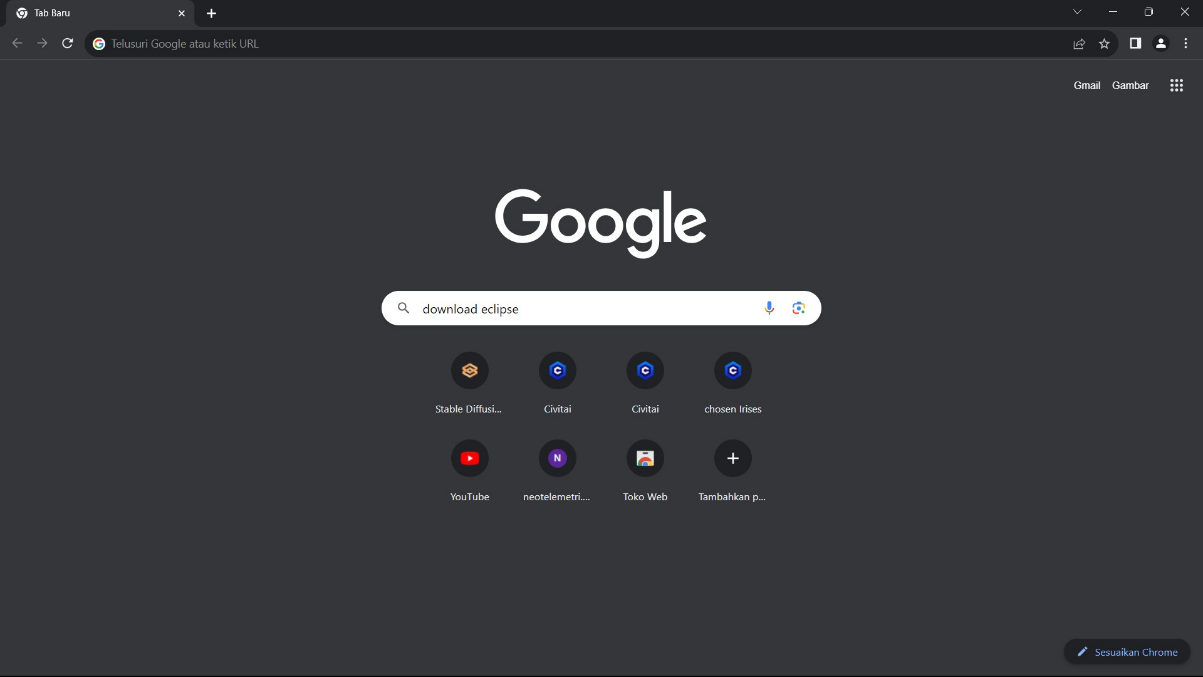 Tab Baru
Telusuri Google atau ketik URL
Gmail Gambar
Google
download eclipse
Stable Diffusi... Civitai Civitai chosen Irises
YouTube neotelemetri.... Toko Web Tambahkan p...
Sesuaikan Chrome